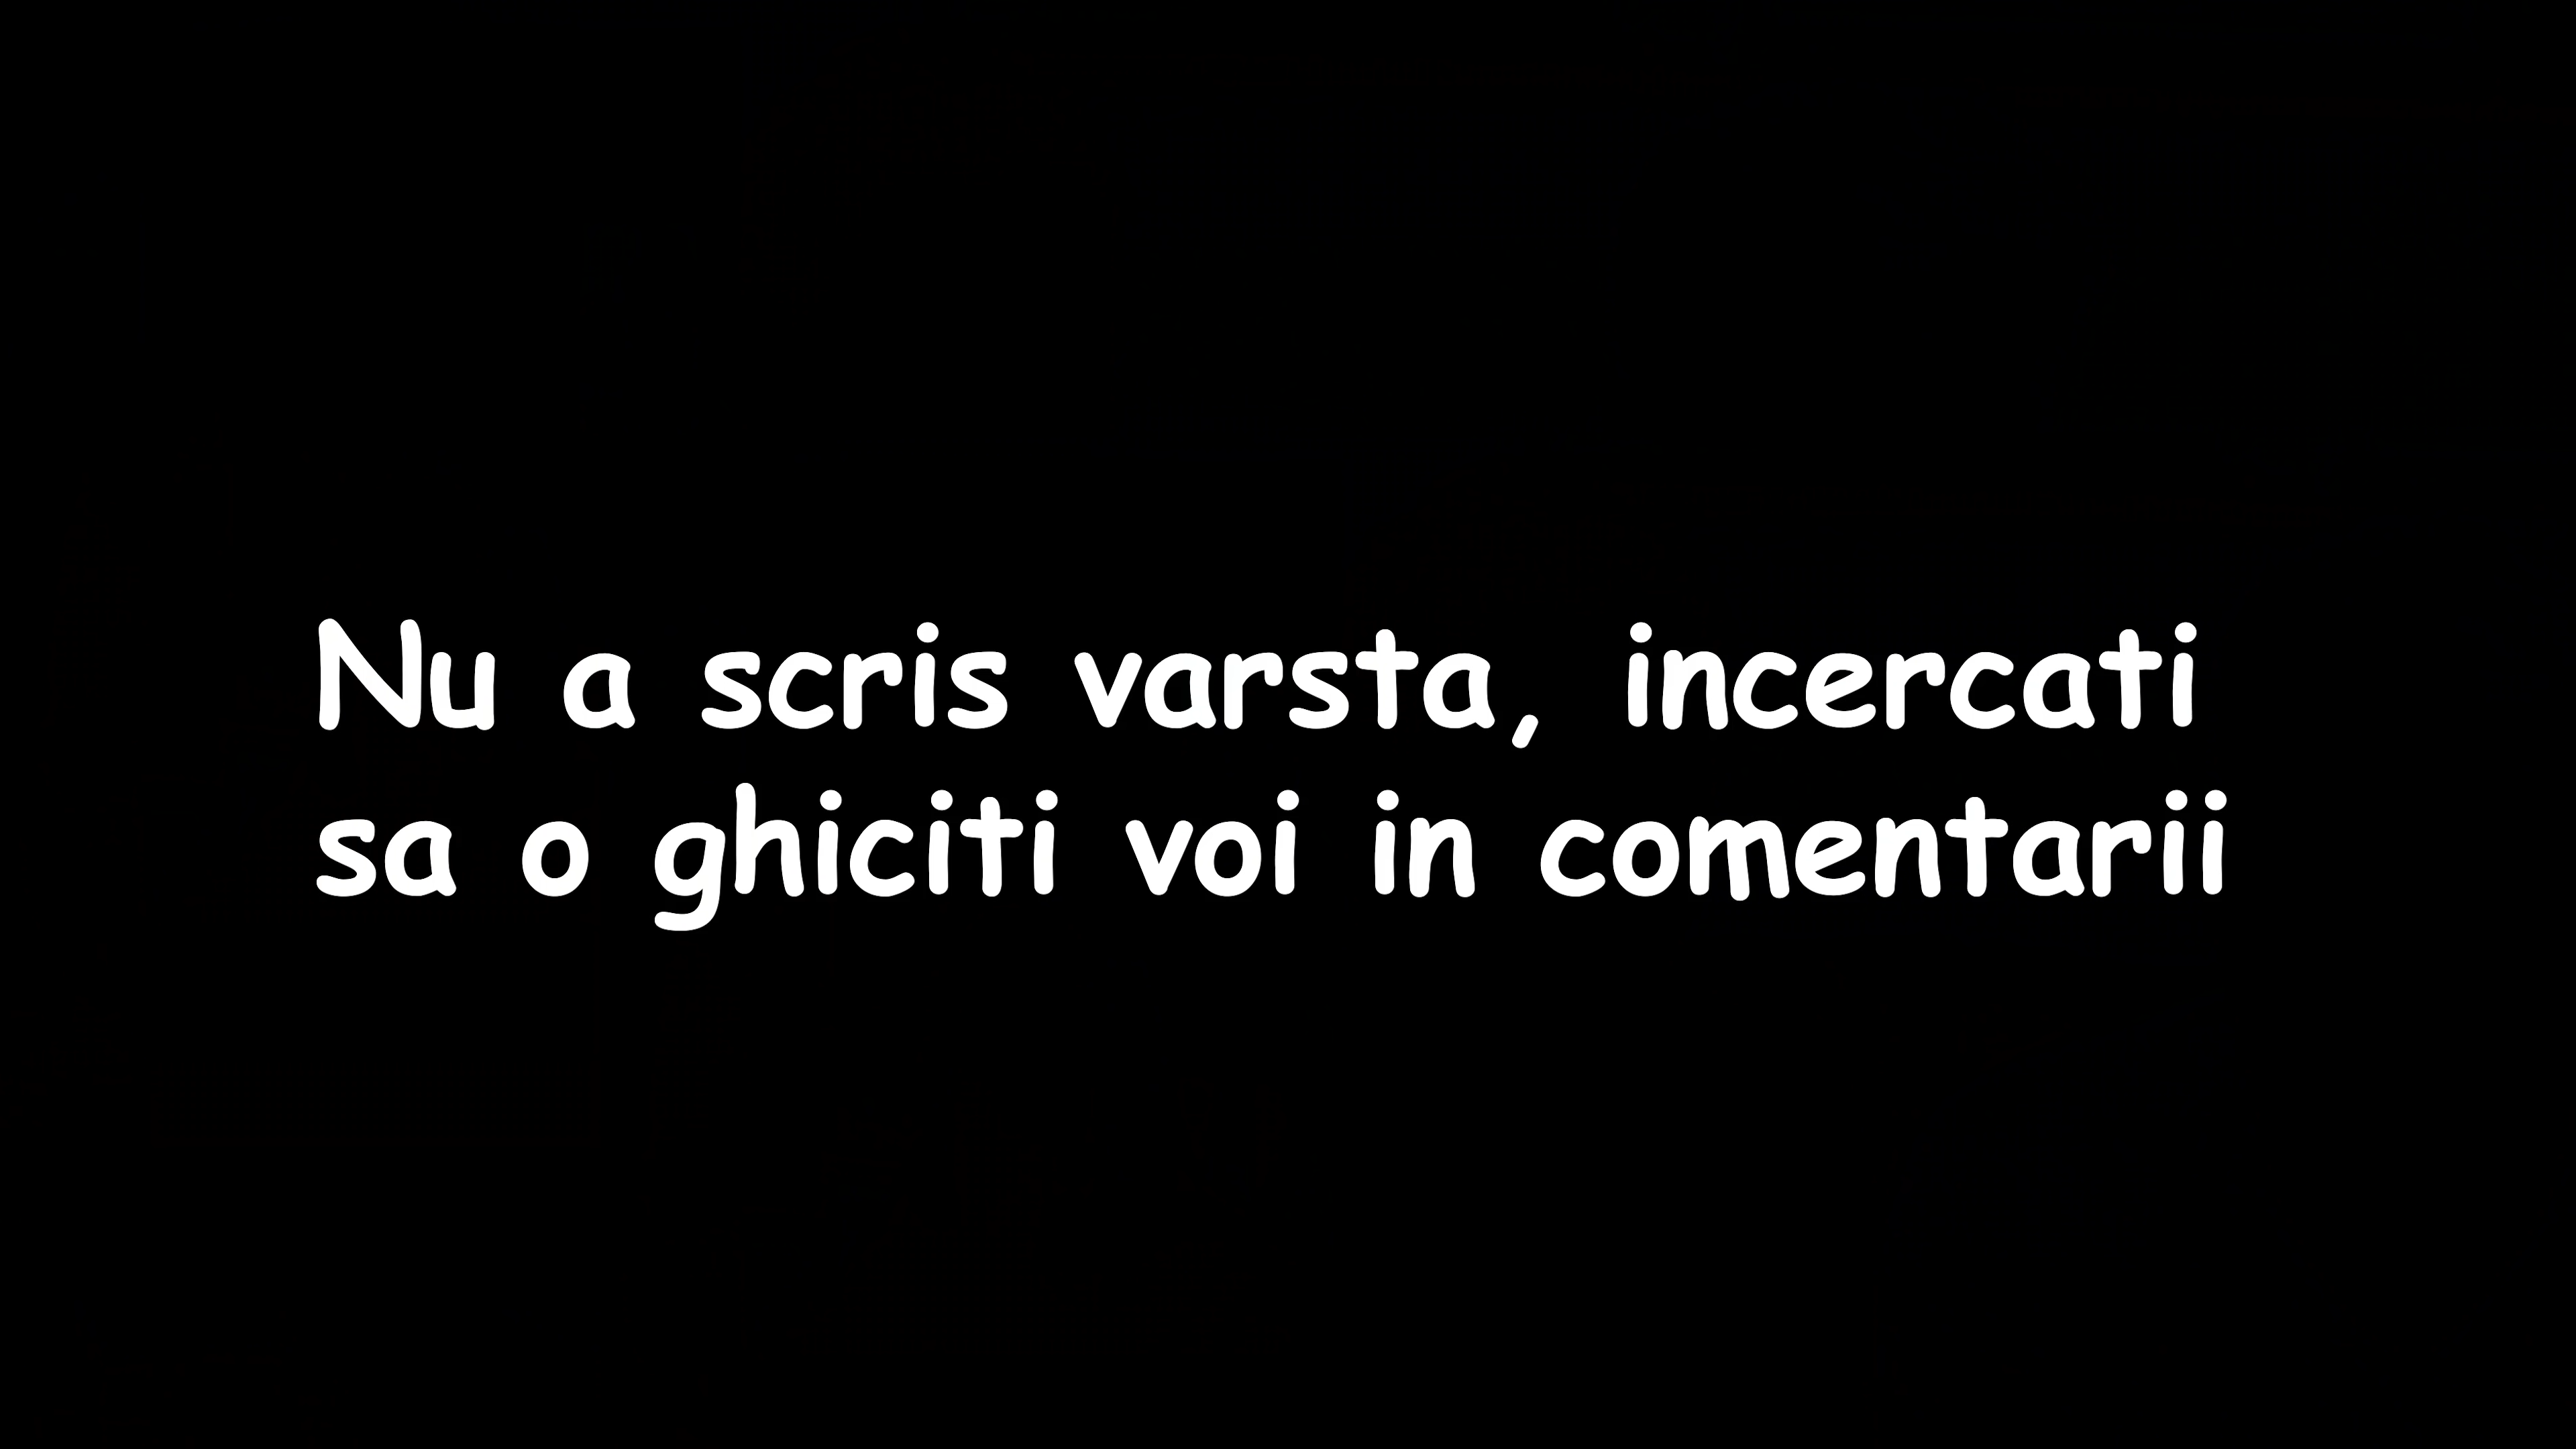 Nu a scris varsta, incercati
sa o ghiciti voi in comentarii